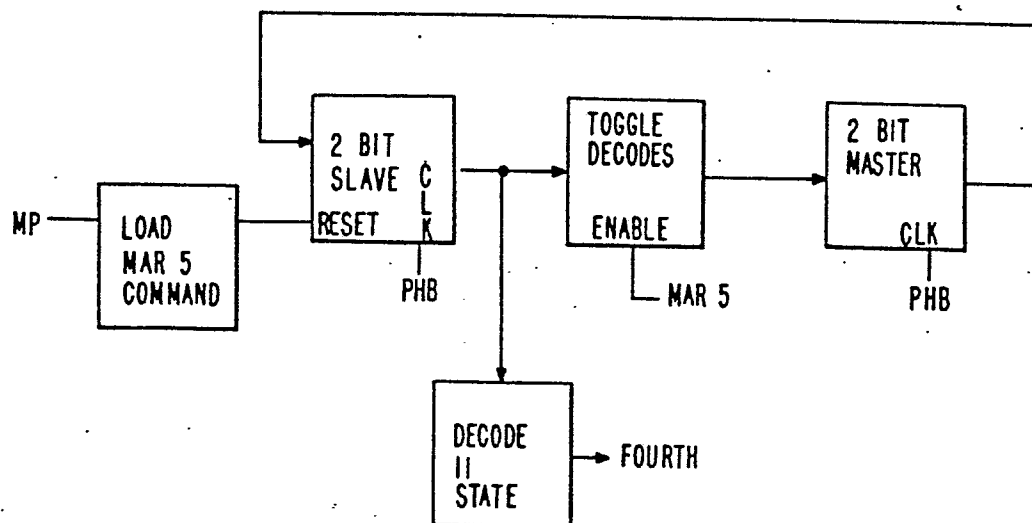 2 BIT
SLAVE
CLK
RESET
PHB
TOGGLE
DECODES
ENABLE
MAR 5
2 BIT
MASTER
CLK
PHB
MP
LOAD
MAR 5
COMMAND
DECODE
11
STATE
FOURTH